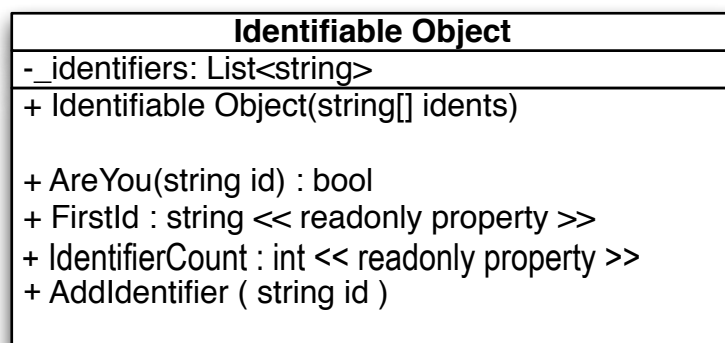 Identifiable Object
-_identifiers: List<string>
+ Identifiable Object(string[] idents)
+ AreYou(string id) : bool
+ FirstId : string << readonly property >>
+ IdentifierCount : int << readonly property >>
+ AddIdentifier ( string id )